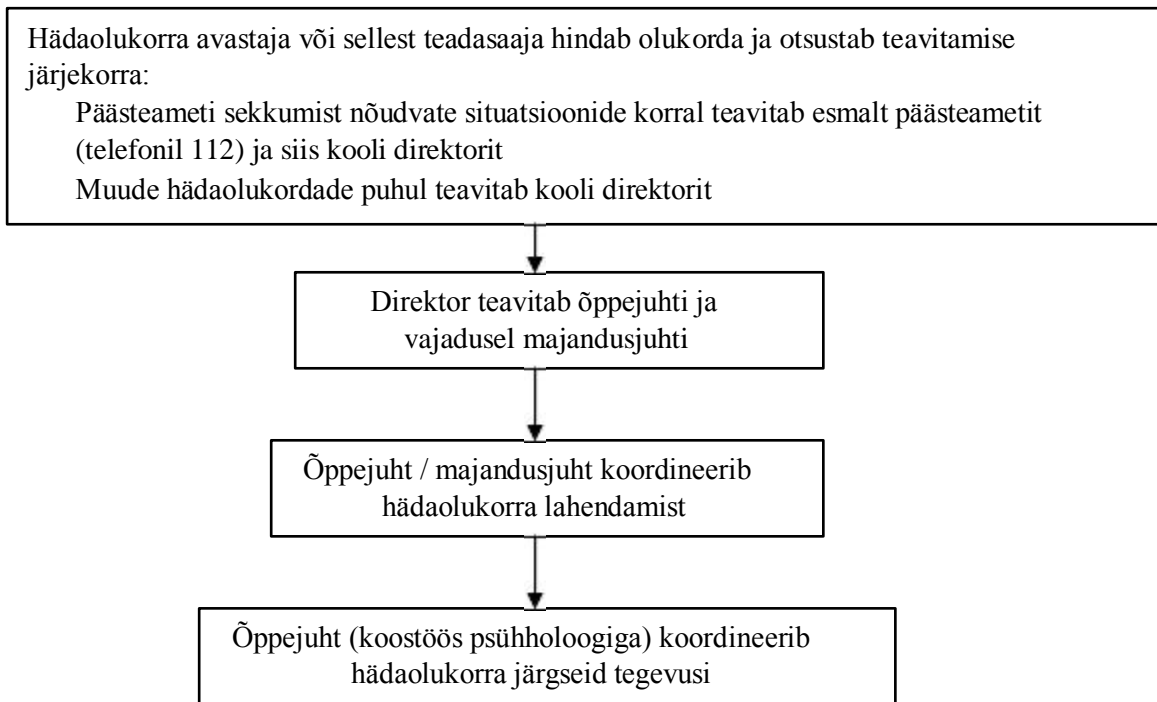 Hädaolukorra avastaja või sellest teadasaaja hindab olukorda ja otsustab teavitamise
järjekorra:
Päästeameti sekkumist nõudvate situatsioonide korral teavitab esmalt päästeametit
(telefonil 112) ja siis kooli direktorit
Muude hädaolukordade puhul teavitab kooli direktorit
Direktor teavitab õppejuhti ja
vajadusel majandusjuhti
Õppejuht / majandusjuht koordineerib
hädaolukorra lahendamist
Õppejuht (koostöös psühholoogiga) koordineerib
hädaolukorra järgseid tegevusi